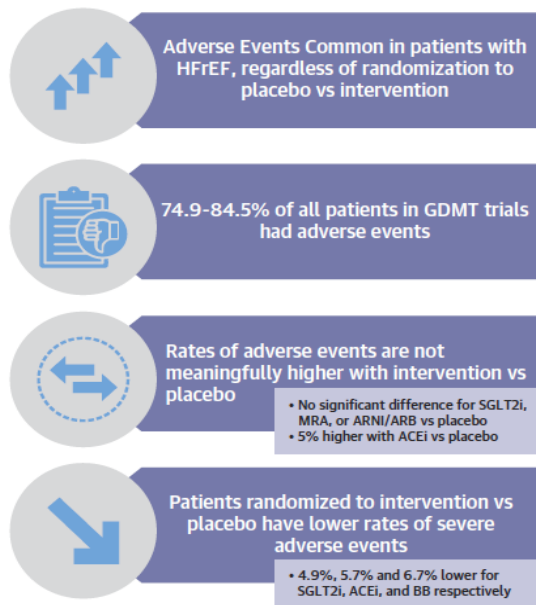 Adverse Events Common in patients with
HFrEF, regardless of randomization to
placebo vs intervention
74.9-84.5% of all patients in GDMT trials
had adverse events
Rates of adverse events are not
meaningfully higher with intervention vs
placebo
• No significant difference for SGLT2i,
MRA, or ARNI/ARB vs placebo
• 5% higher with ACEi vs placebo
Patients randomized to intervention vs
placebo have lower rates of severe
adverse events
• 4.9%, 5.7% and 6.7% lower for
SGLT2i, ACEi, and BB respectively